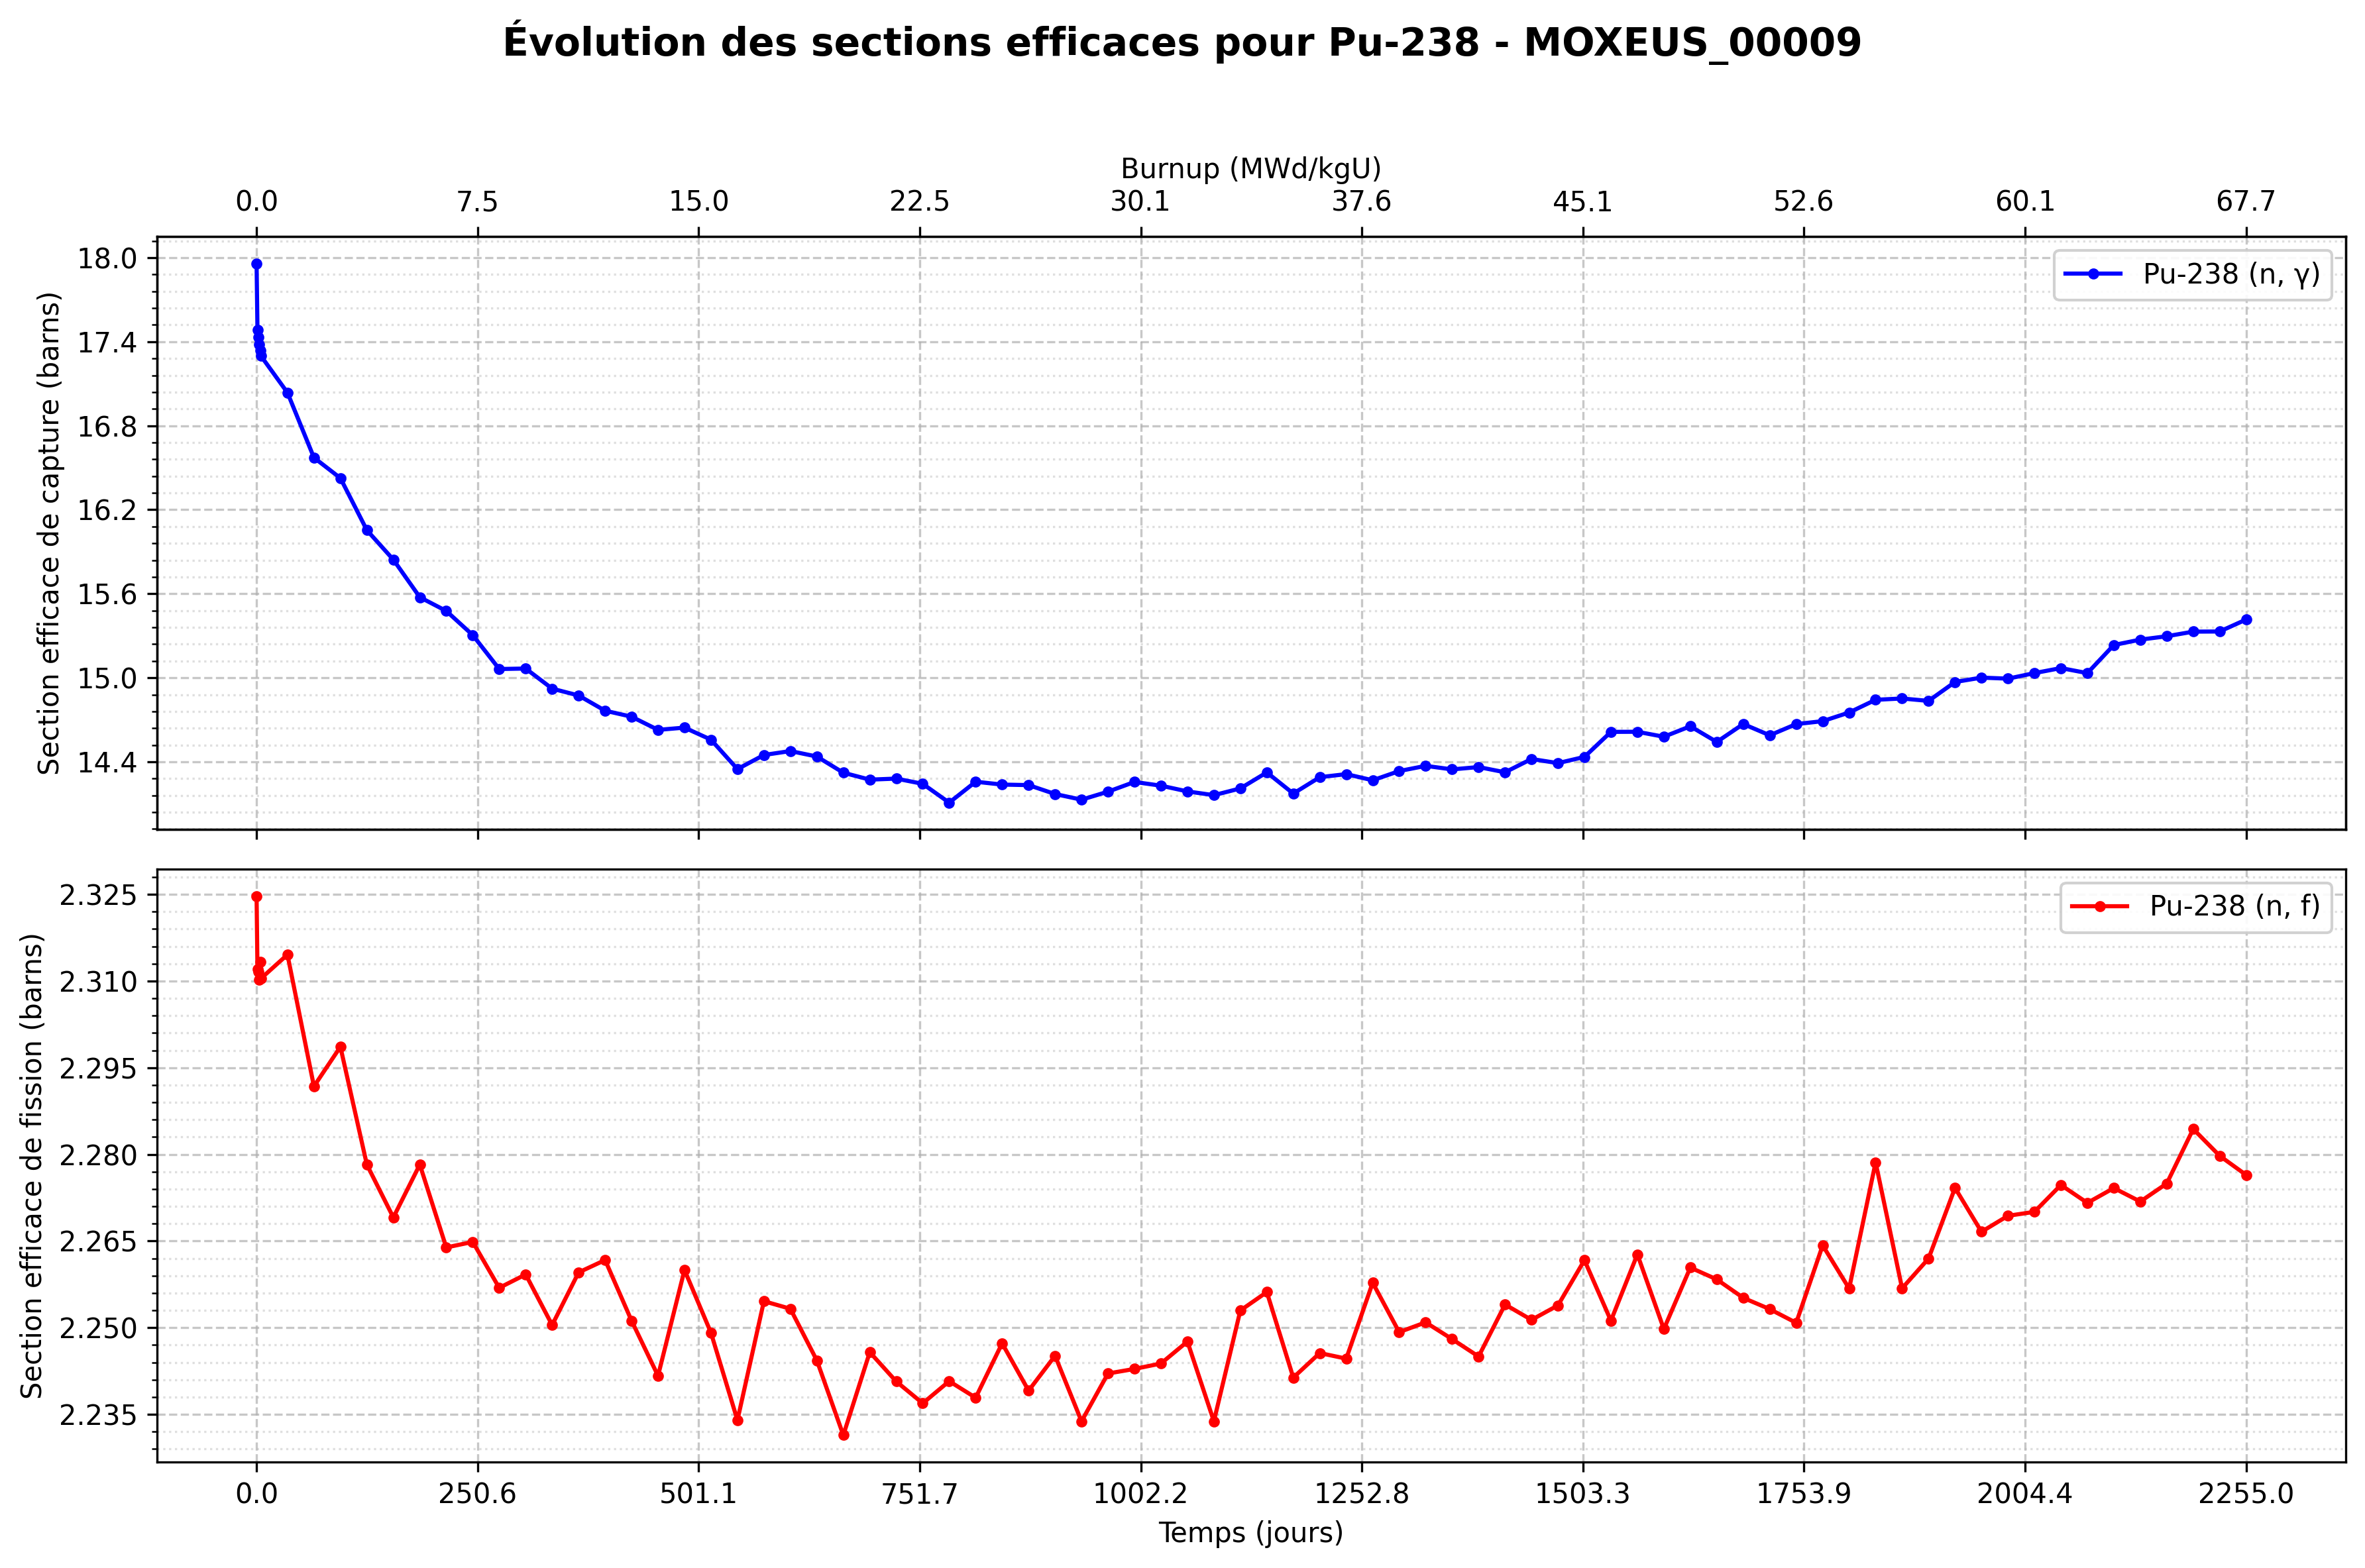 Évolution des sections efficaces pour Pu-238 - MOXEUS_00009
Burnup (MWd/kgU)
0.0 7.5 15.0 22.5 30.1 37.6 45.1 52.6 60.1 67.7
Section efficace de capture (barns)
18.0
17.4
16.8
16.2
15.6
15.0
14.4
Pu-238 (n, γ)
Section efficace de fission (barns)
2.325
2.310
2.295
2.280
2.265
2.250
2.235
Pu-238 (n, f)
0.0 250.6 501.1 751.7 1002.2 1252.8 1503.3 1753.9 2004.4 2255.0
Temps (jours)